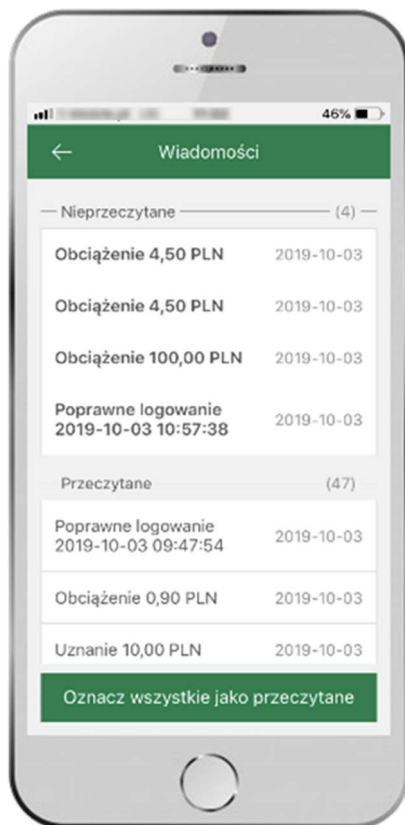 46%
Wiadomości
Nieprzeczytane (4)
Obciążenie 4,50 PLN 2019-10-03
Obciążenie 4,50 PLN 2019-10-03
Obciążenie 100,00 PLN 2019-10-03
Poprawne logowanie
2019-10-03 10:57:38 2019-10-03
Przeczytane (47)
Poprawne logowanie
2019-10-03 09:47:54 2019-10-03
Obciążenie 0,90 PLN 2019-10-03
Uznanie 10,00 PLN 2019-10-03
Oznacz wszystkie jako przeczytane